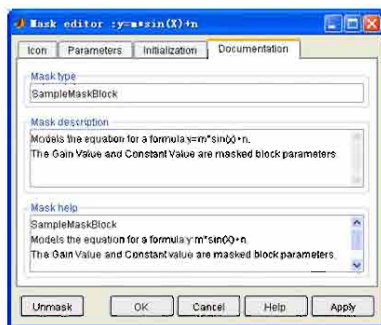 Mask editor :y=m*sin(X)+n
Icon Parameters Initialization Documentation
Mask type
SampleMaskBlock
Mask description
Models the equation for a formula y=m*sin(x)+n.
The Gain Value and Constant Value are masked block parameters
Mask help
SampleMaskBlock
Models the equation for a formula y m*sin(x)+n.
The Gain Value and Constant value are masked block parameters.
Unmask OK Cancel Help Apply